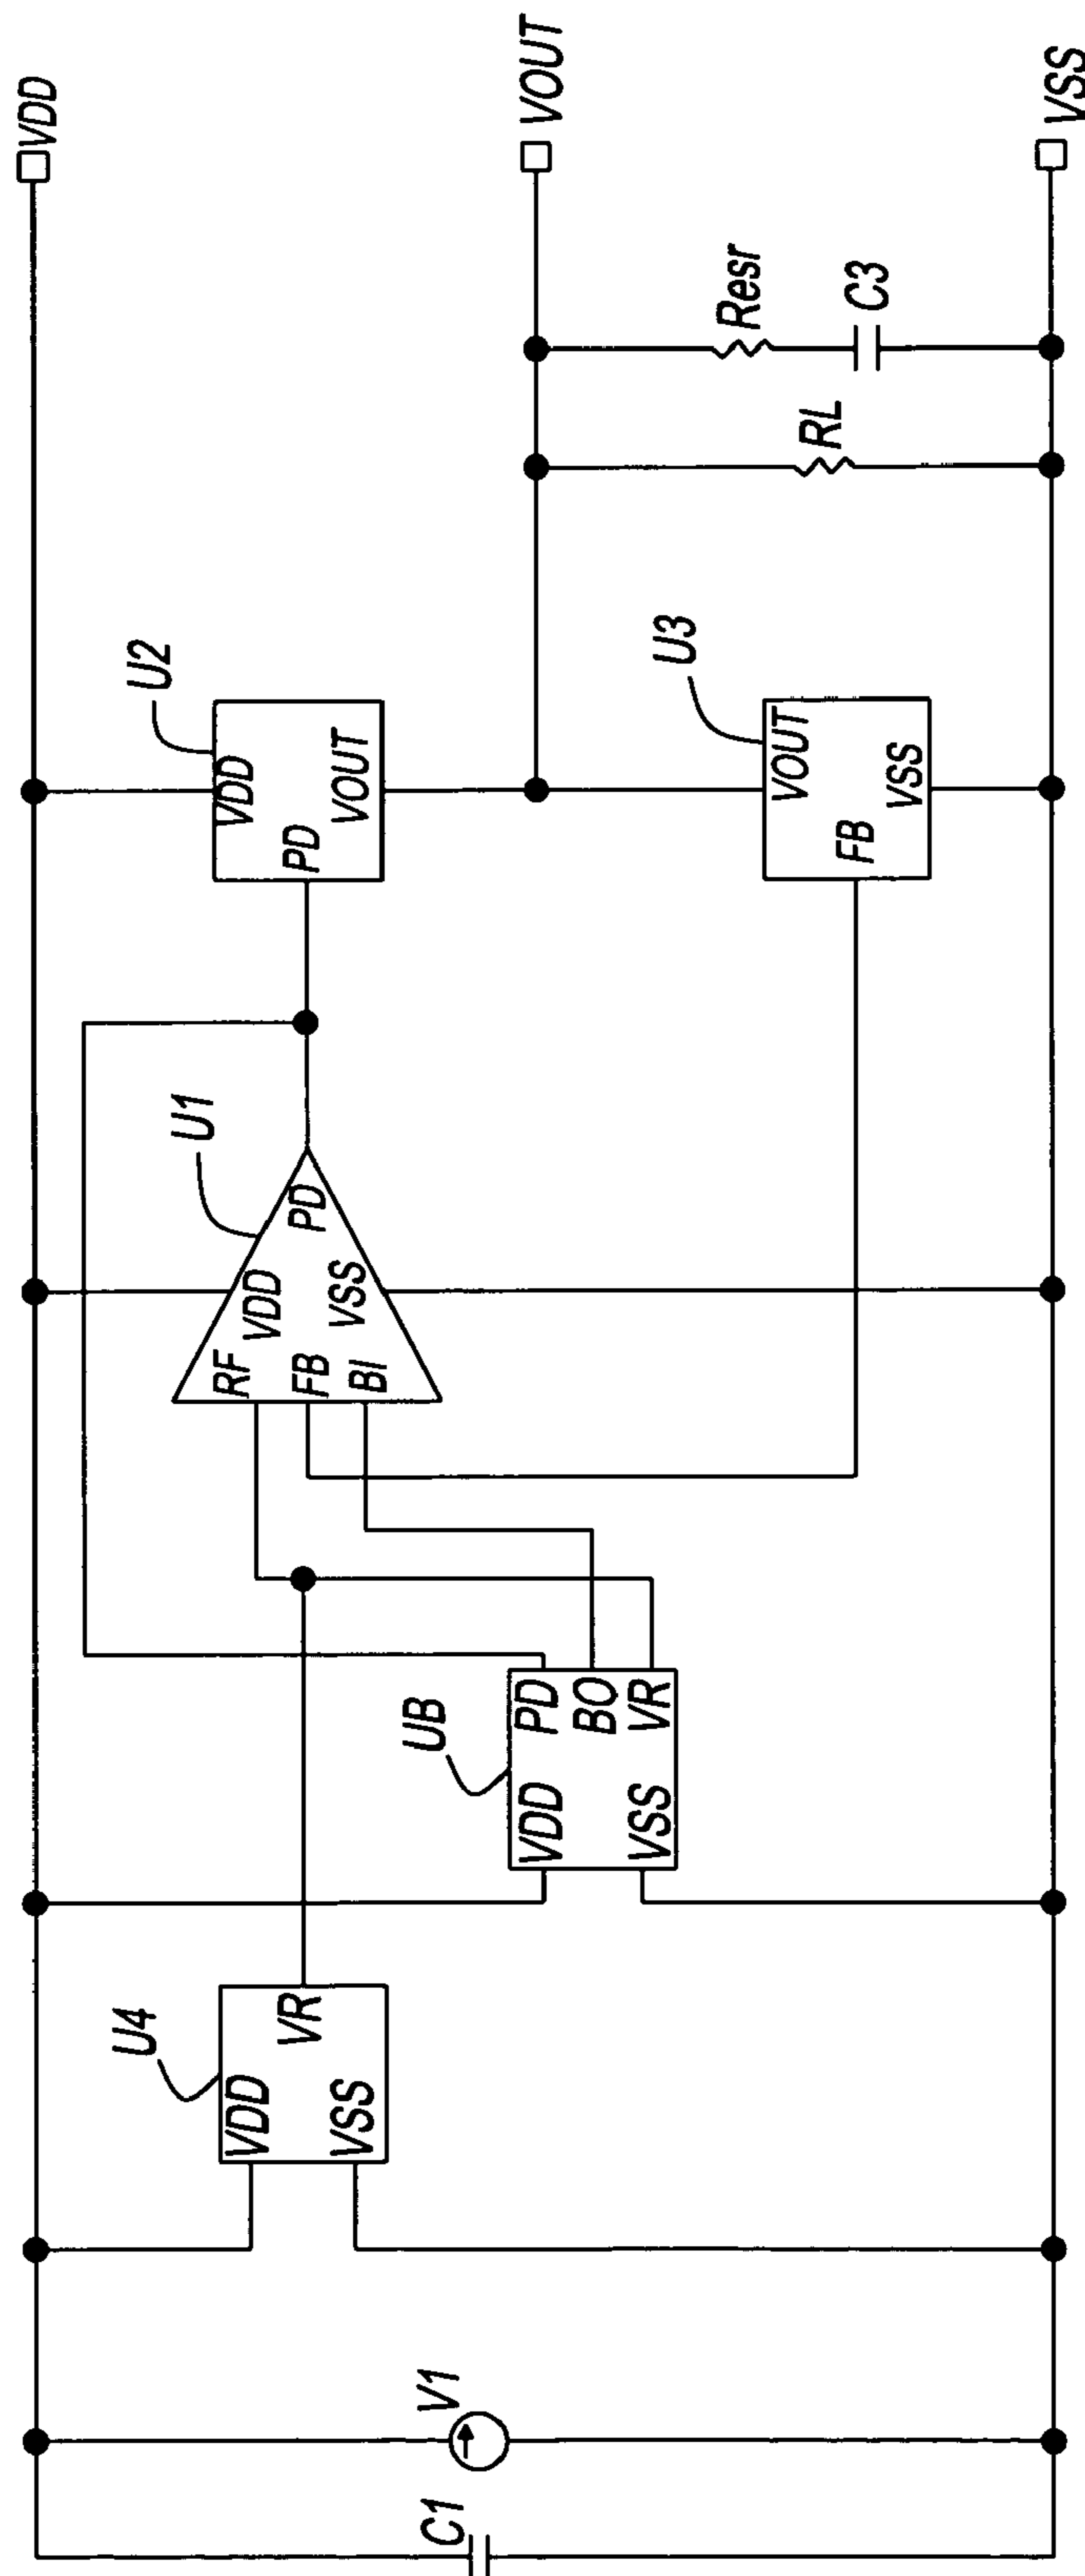 VDD
VOUT
VSS
Resr
C3
RL
U2
VDD
PD
VOUT
U3
VOUT
FB
VSS
U1
RF
VDD
FB
PD
BI
VSS
UB
VDD
PD
BO
VSS
VR
U4
VDD
VR
VSS
V1
C1